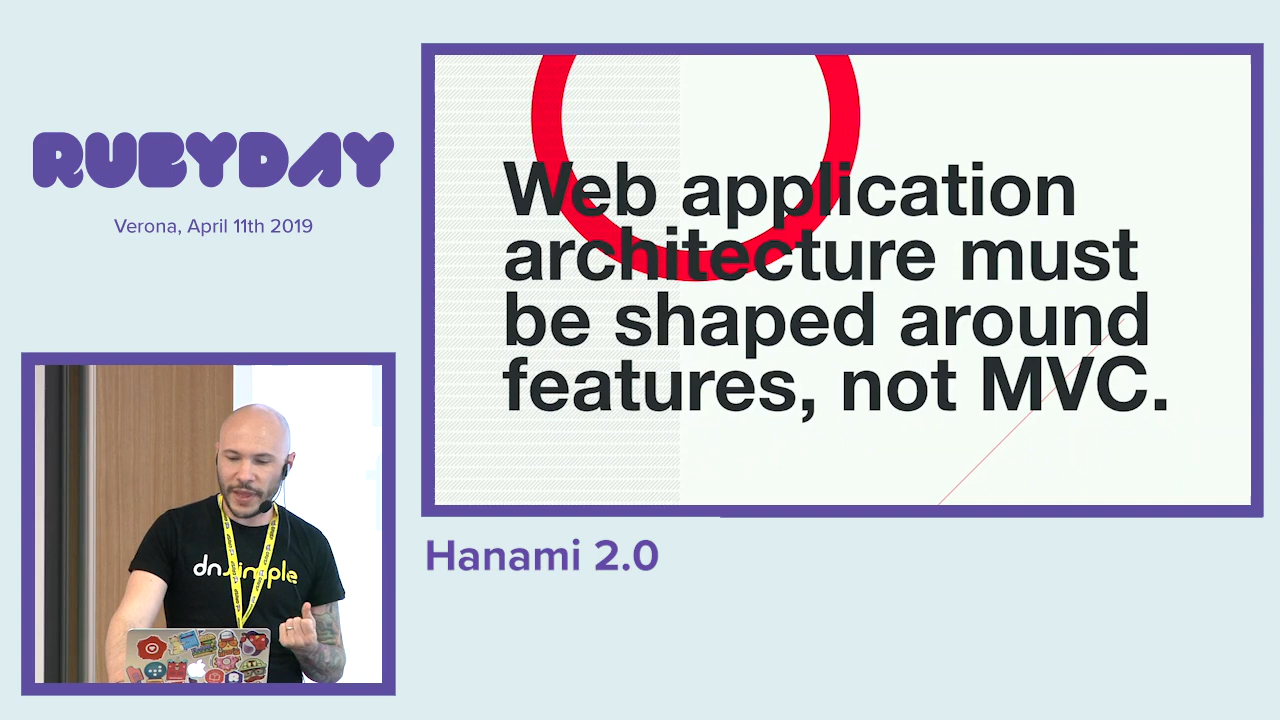 RUBYDAY
Verona, April 11th 2019
Web application
architecture must
be shaped around
features, not MVC.
Hanami 2.0
dnsimple